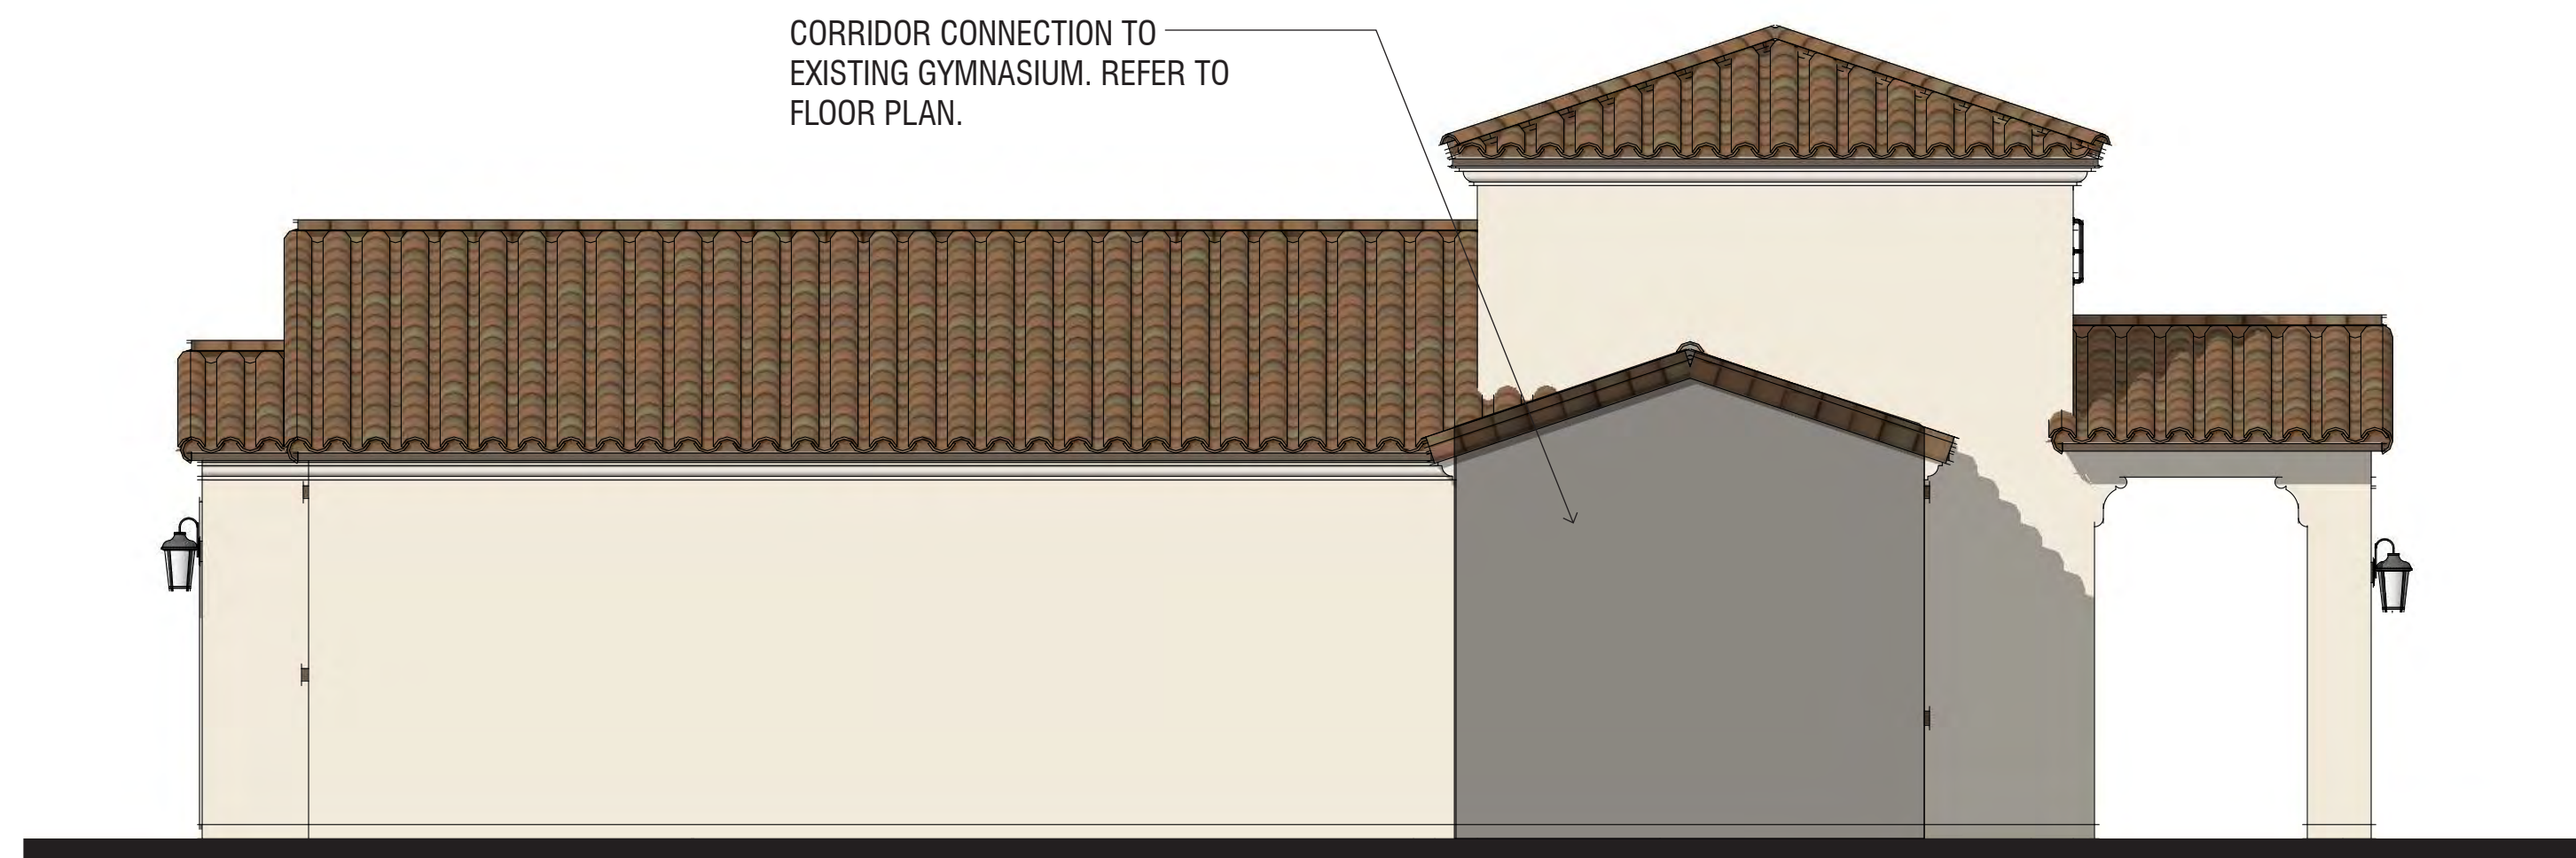 CORRIDOR CONNECTION TO
EXISTING GYMNASIUM. REFER TO
FLOOR PLAN.